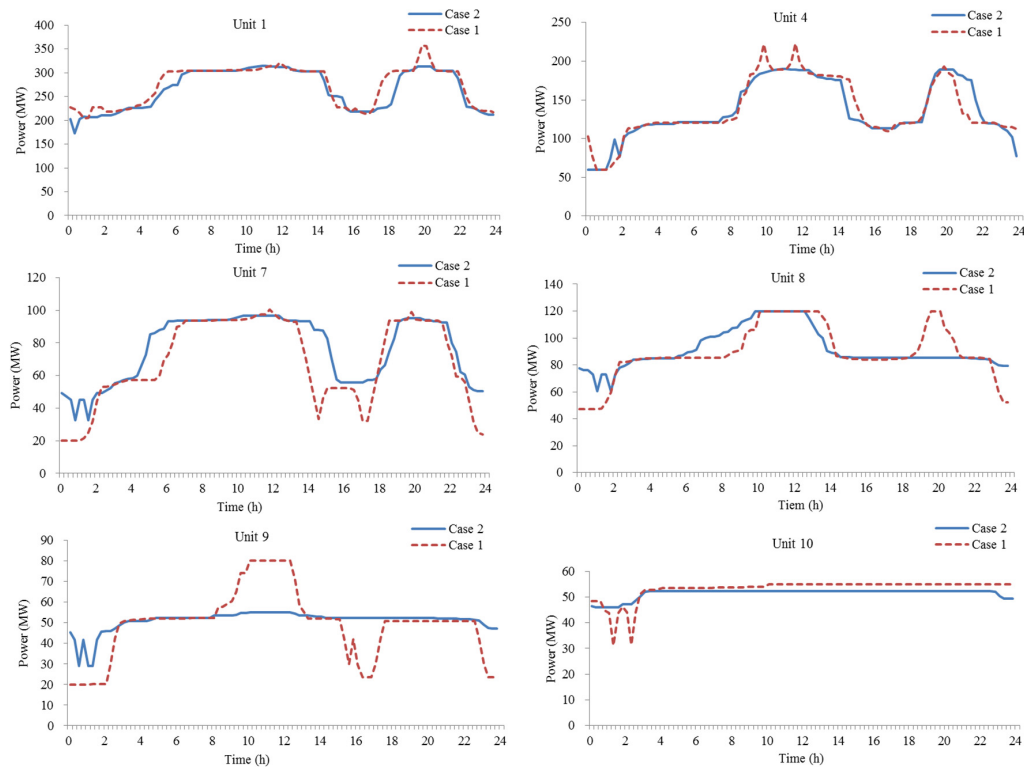 Unit 1
Case 2
Case 1
Power (MW)
400
350
300
250
200
150
100
50
0
0 2 4 6 8 10 12 14 16 18 20 22 24
Time (h)
Unit 4
Case 2
Case 1
Power (MW)
250
200
150
100
50
0
0 2 4 6 8 10 12 14 16 18 20 22 24
Time (h)
Unit 7
Case 2
Case 1
Power (MW)
120
100
80
60
40
20
0
0 2 4 6 8 10 12 14 16 18 20 22 24
Time (h)
Unit 8
Case 2
Case 1
Power (MW)
140
120
100
80
60
40
20
0
0 2 4 6 8 10 12 14 16 18 20 22 24
Tiem (h)
Unit 9
Case 2
Case 1
Power (MW)
90
80
70
60
50
40
30
20
10
0
0 2 4 6 8 10 12 14 16 18 20 22 24
Time (h)
Unit 10
Case 2
Case 1
Power (MW)
60
50
40
30
20
10
0
0 2 4 6 8 10 12 14 16 18 20 22 24
Time (h)